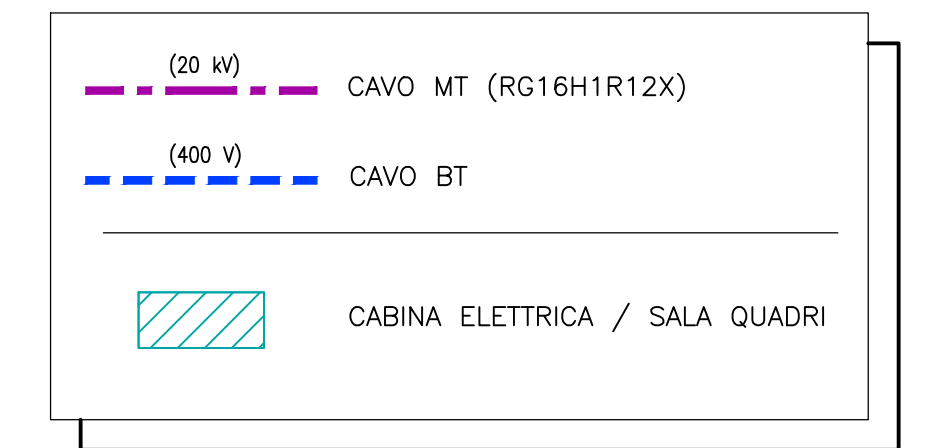 (20 kV)
CAVO MT (RG16H1R12X)
(400 V)
CAVO BT
CABINA ELETTRICA / SALA QUADRI